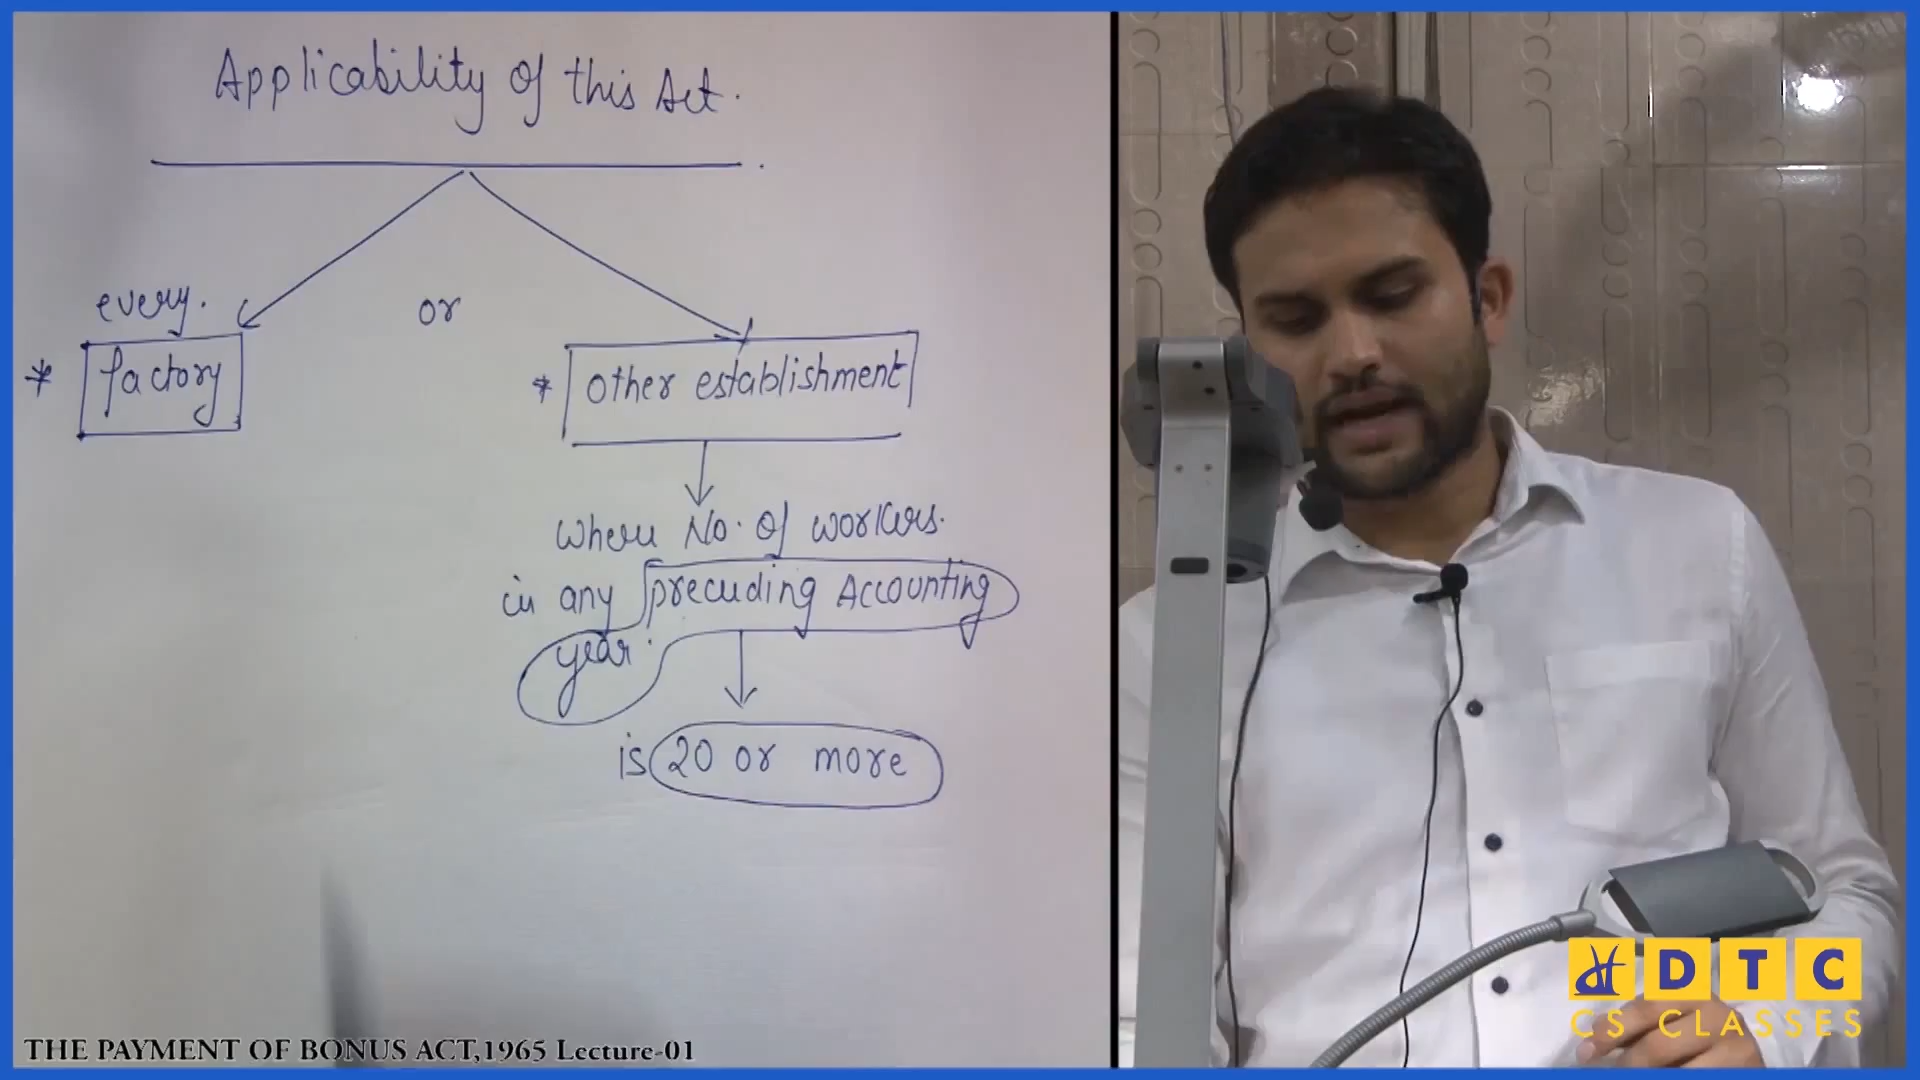 Applicability of this Act.
every.
or
* factory
* other establishment
where No. of workers.
in any preceeding Accounting
year.
is 20 or more
THE PAYMENT OF BONUS ACT,1965 Lecture-01
DTC
CS CLASSES